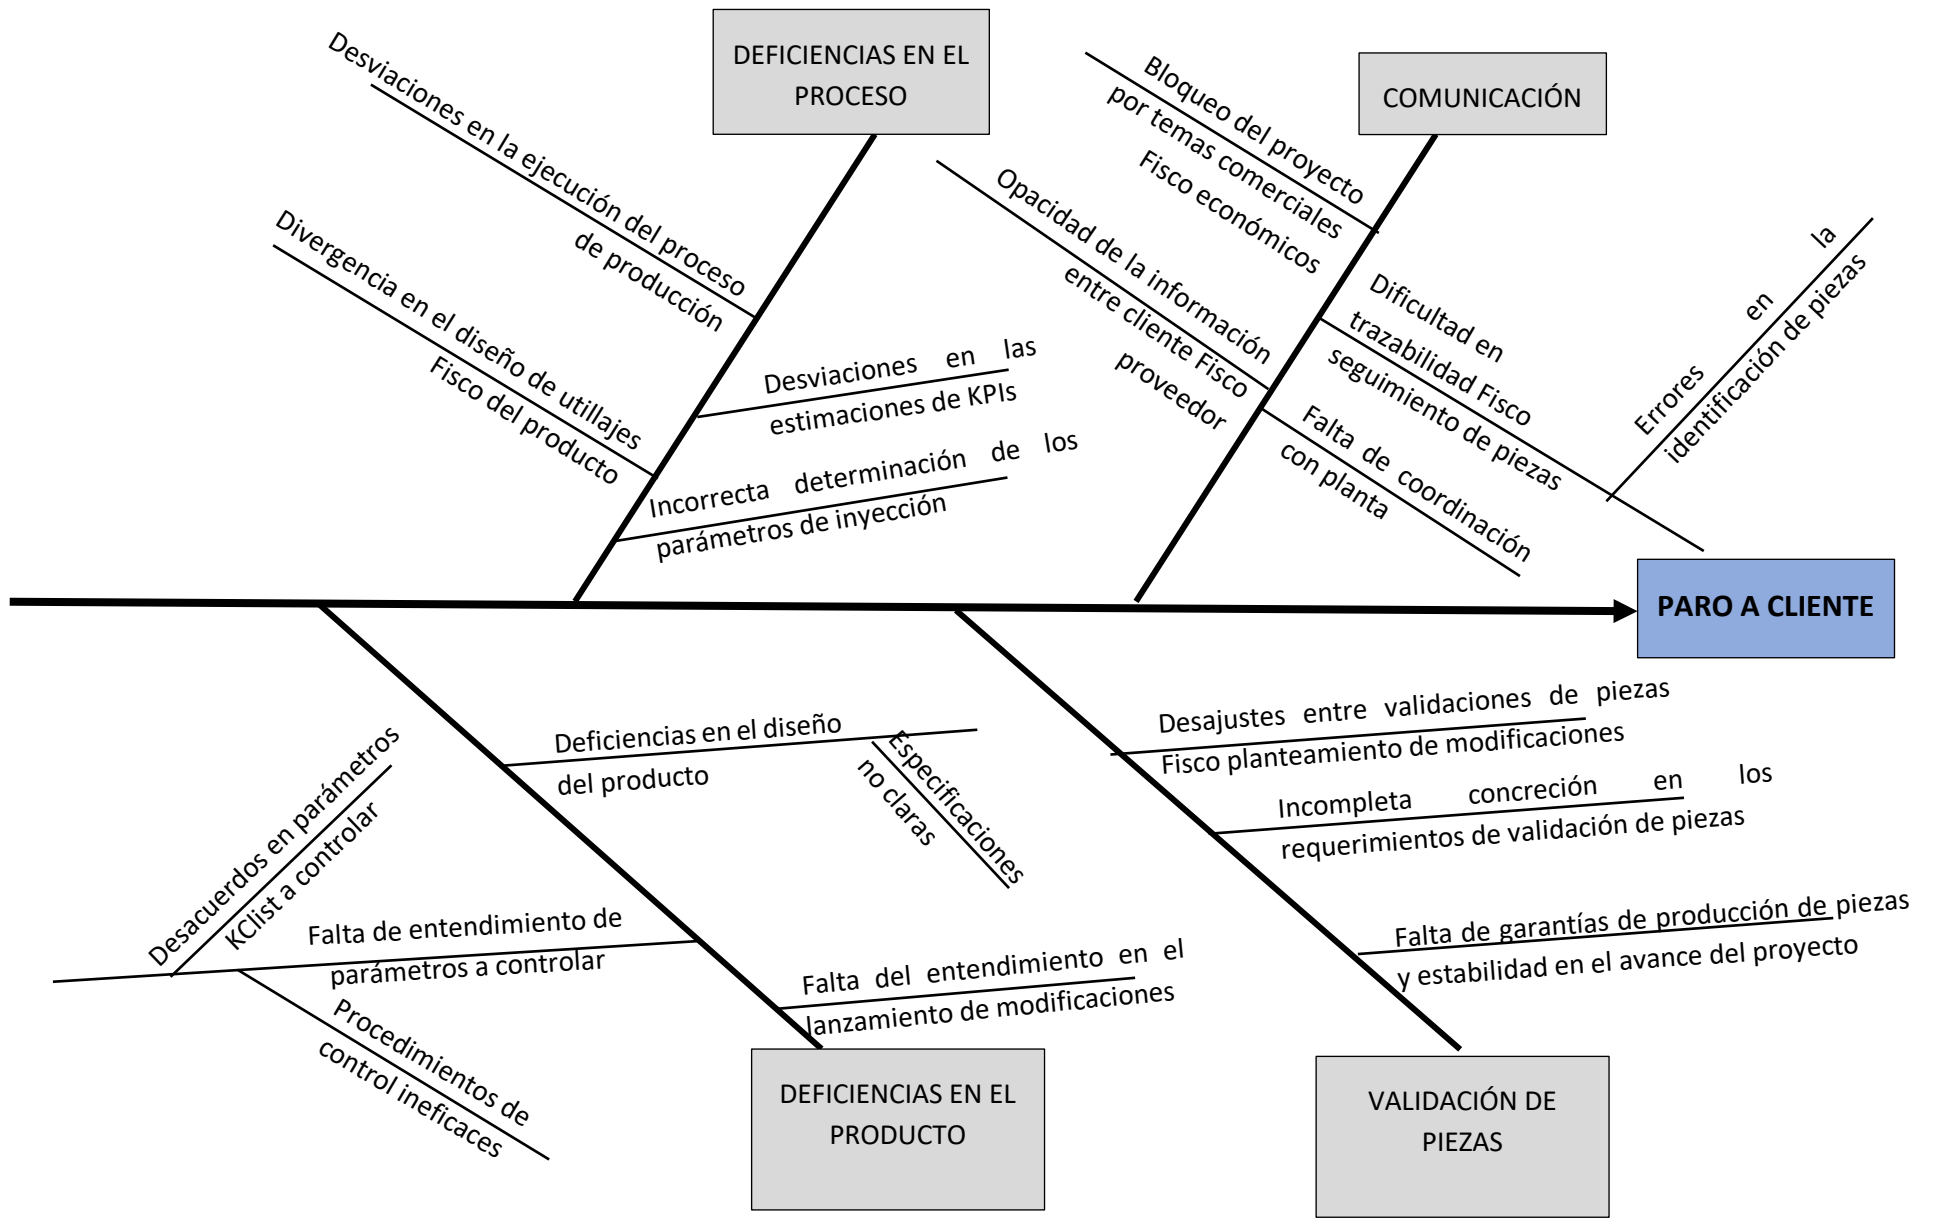 DEFICIENCIAS EN EL
PROCESO
Desviaciones en la ejecución del proceso
de producción
Divergencia en el diseño de utillajes
Fisco del producto
Desviaciones en las
estimaciones de KPIs
Incorrecta determinación de los
parámetros de inyección
COMUNICACIÓN
Bloqueo del proyecto
por temas comerciales
Fisco económicos
Opacidad de la información
entre cliente Fisco
proveedor
Dificultad en
trazabilidad Fisco
seguimiento de piezas
Errores en la
identificación de piezas
Falta de coordinación
con planta
PARO A CLIENTE
Deficiencias en el diseño
del producto
Especificaciones
no claras
Desacuerdos en parámetros
KClist a controlar
Falta de entendimiento de
parámetros a controlar
Procedimientos de
control ineficaces
Falta del entendimiento en el
lanzamiento de modificaciones
DEFICIENCIAS EN EL
PRODUCTO
Desajustes entre validaciones de piezas
Fisco planteamiento de modificaciones
Incompleta concreción en los
requerimientos de validación de piezas
Falta de garantías de producción de piezas
y estabilidad en el avance del proyecto
VALIDACIÓN DE
PIEZAS